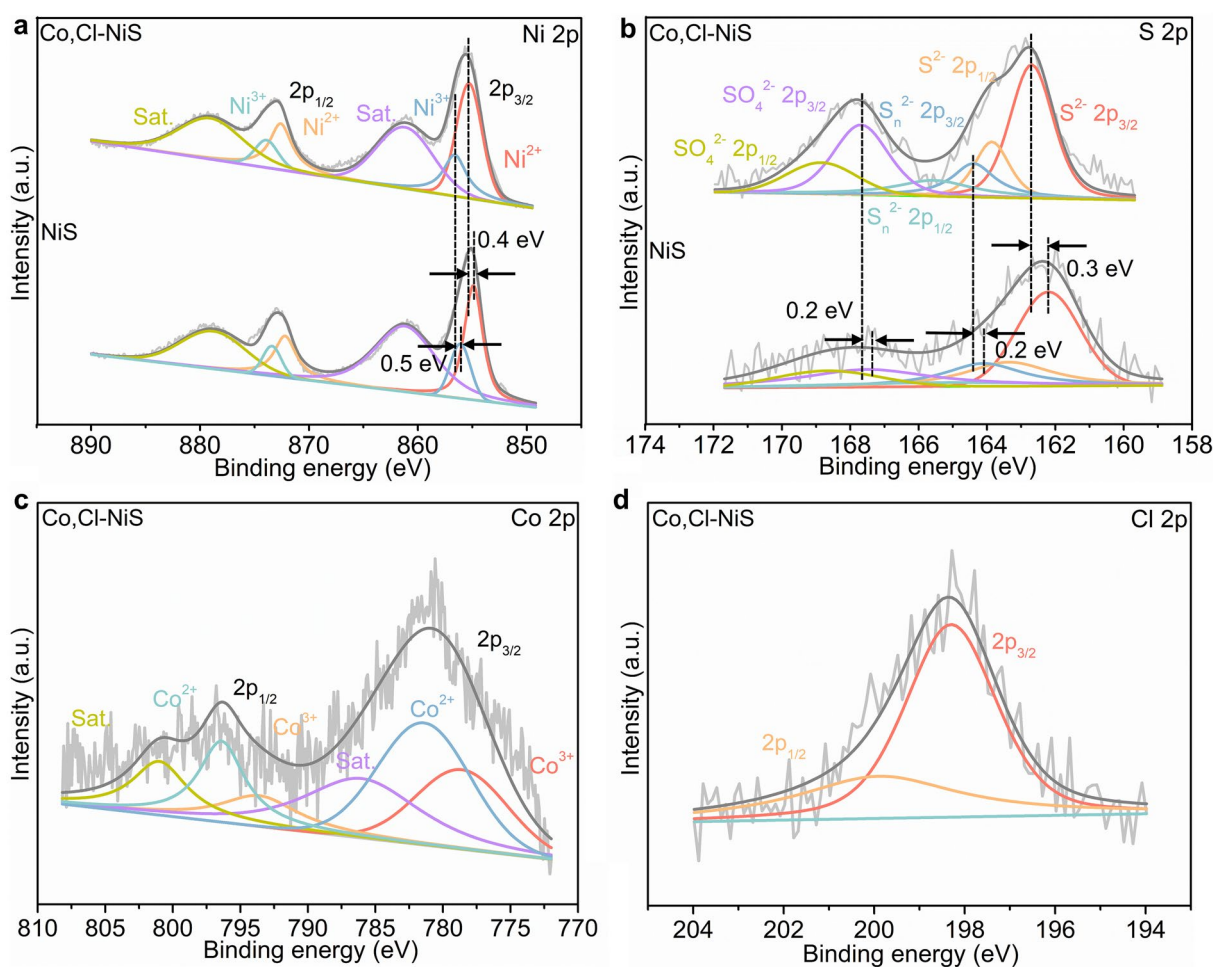 a
Co,Cl-NiS
Ni 2p
Sat.
Ni³⁺
2p₁/₂
Ni²⁺
Sat.
Ni³⁺
2p₃/₂
Ni²⁺
NiS
0.4 eV
0.5 eV
Intensity (a.u.)
890 880 870 860 850
Binding energy (eV)
b
Co,Cl-NiS
S 2p
S²⁻ 2p₁/₂
SO₄²⁻ 2p₃/₂
Sₙ²⁻ 2p₃/₂
S²⁻ 2p₃/₂
SO₄²⁻ 2p₁/₂
Sₙ²⁻ 2p₁/₂
NiS
0.3 eV
0.2 eV
0.2 eV
Intensity (a.u.)
174 172 170 168 166 164 162 160 158
Binding energy (eV)
c
Co,Cl-NiS
Co 2p
2p₃/₂
Co²⁺
2p₁/₂
Sat.
Co³⁺
Co²⁺
Sat.
Co³⁺
Intensity (a.u.)
810 805 800 795 790 785 780 775 770
Binding energy (eV)
d
Co,Cl-NiS
Cl 2p
2p₃/₂
2p₁/₂
Intensity (a.u.)
204 202 200 198 196 194
Binding energy (eV)